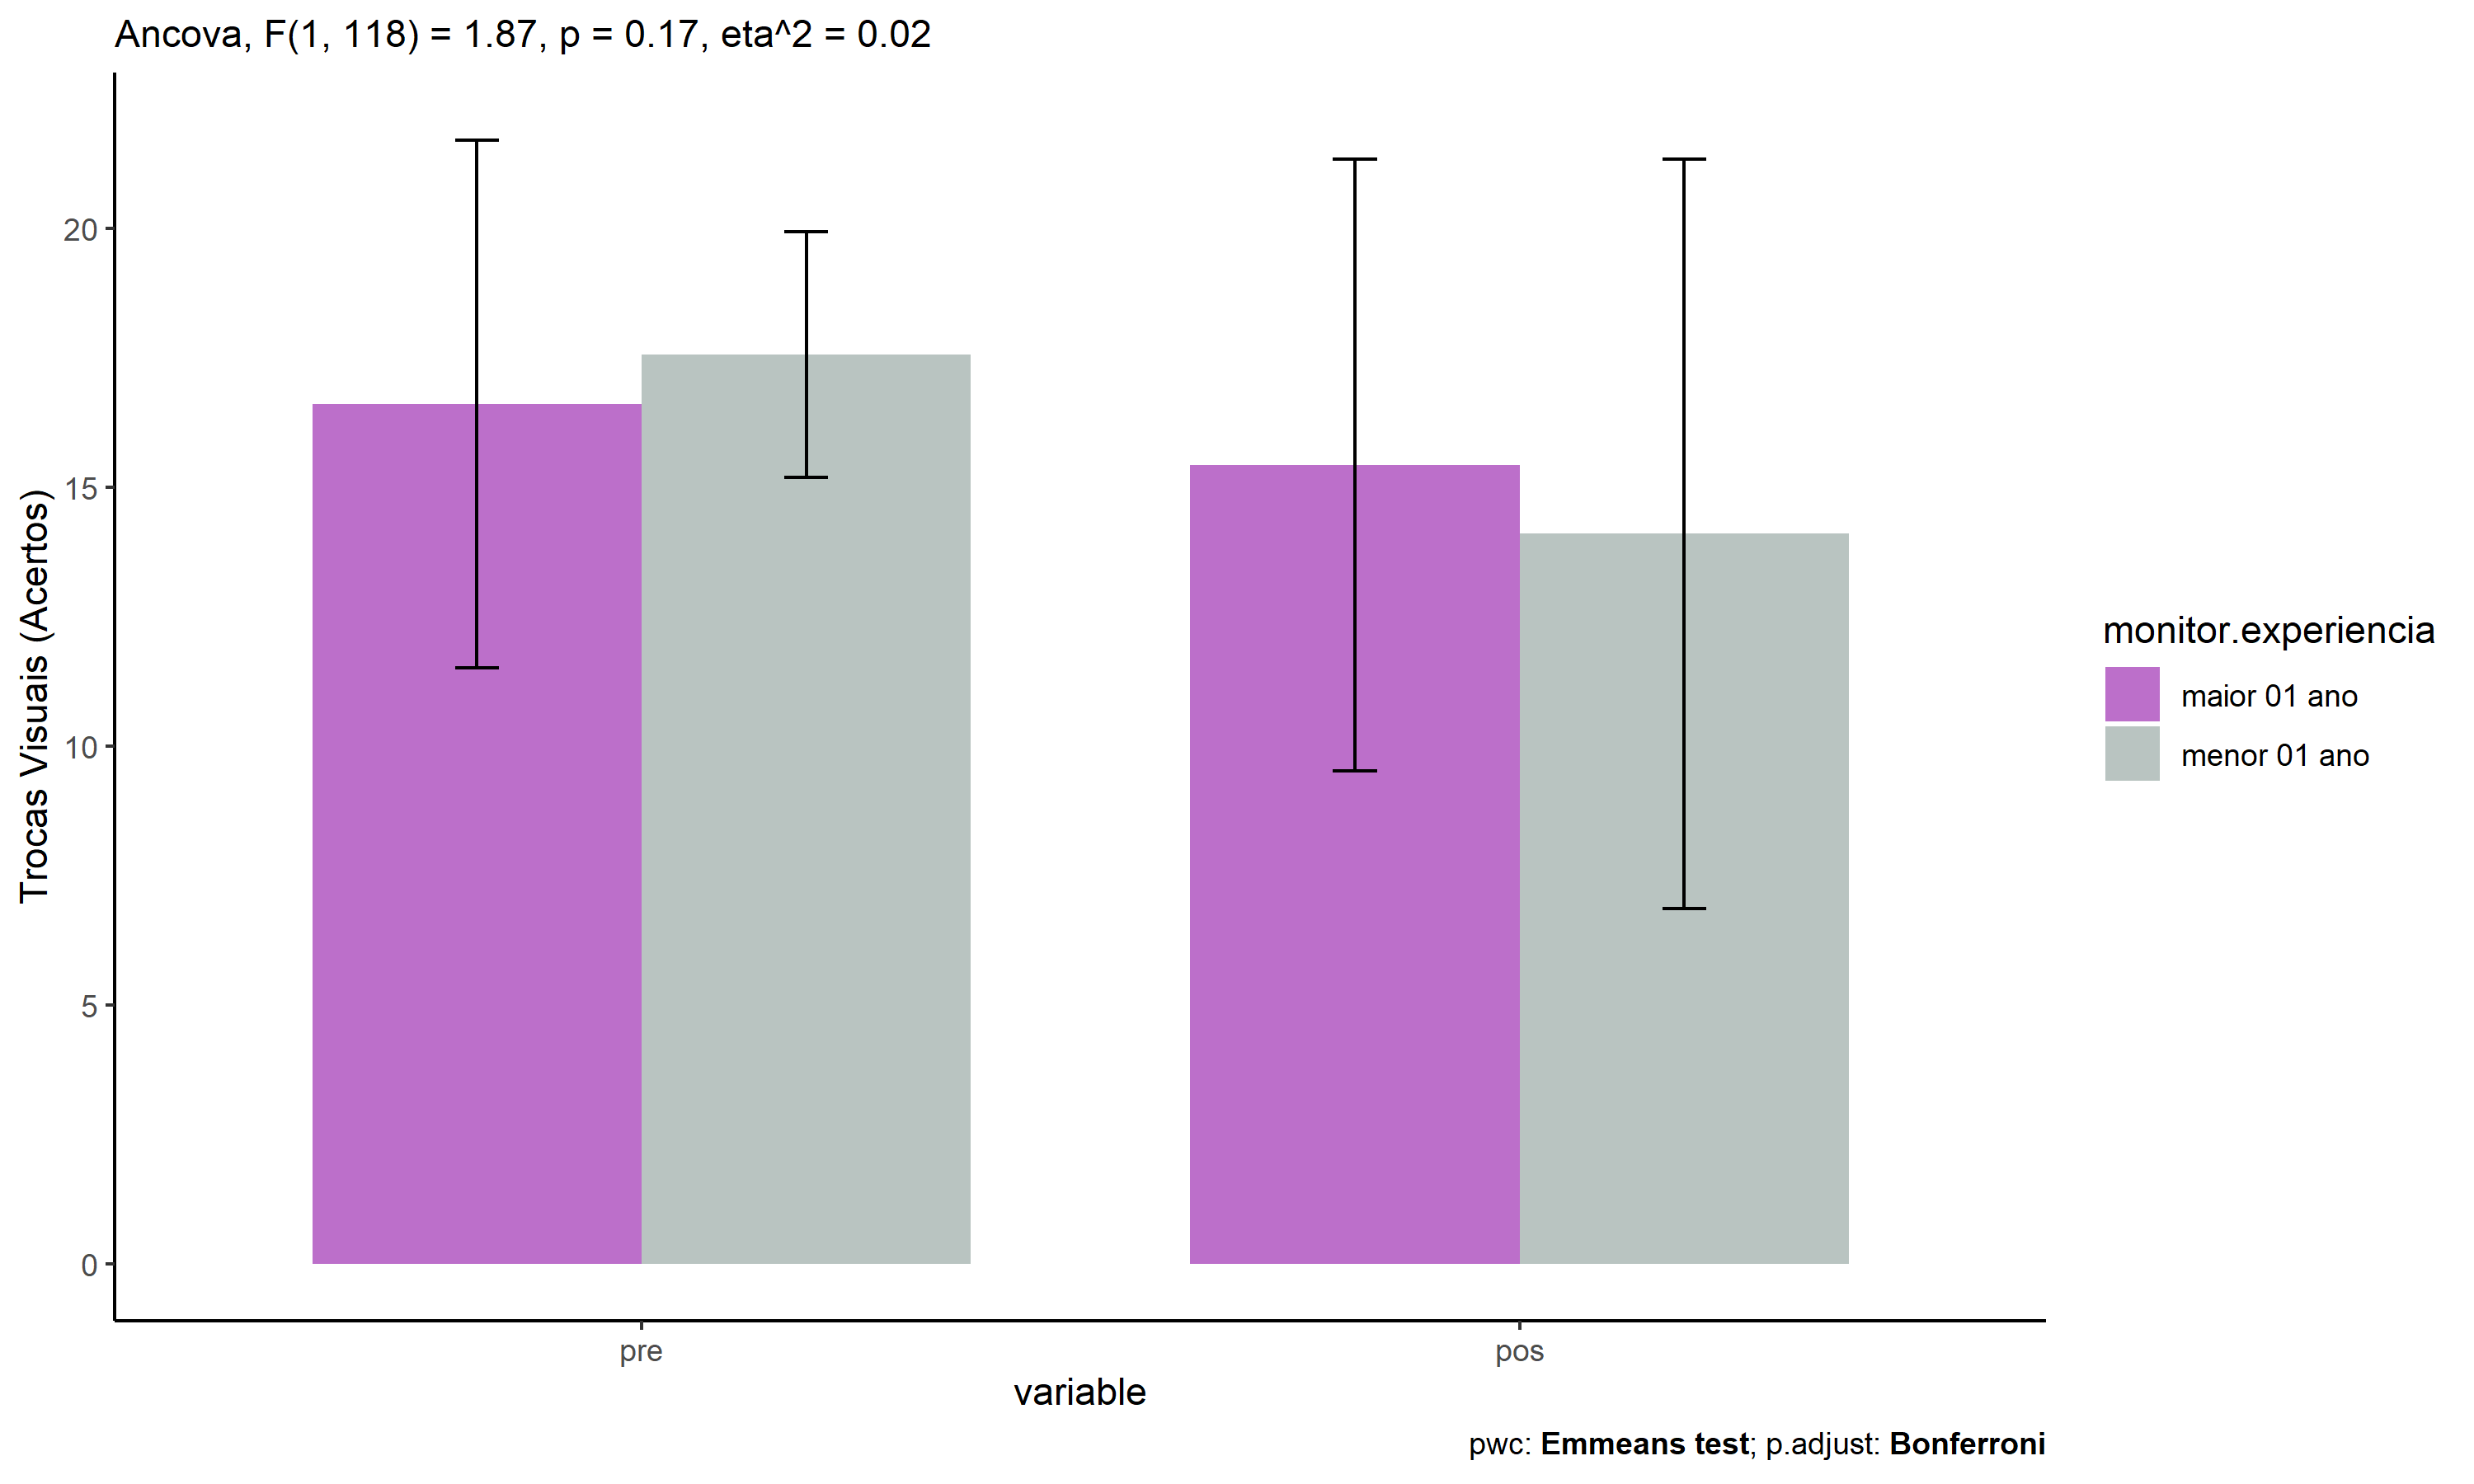 Ancova, F(1, 118) = 1.87, p = 0.17, eta^2 = 0.02
Trocas Visuais (Acertos)
20
15
10
5
0
pre
pos
variable
monitor.experiencia
maior 01 ano
menor 01 ano
pwc: Emmeans test; p.adjust: Bonferroni